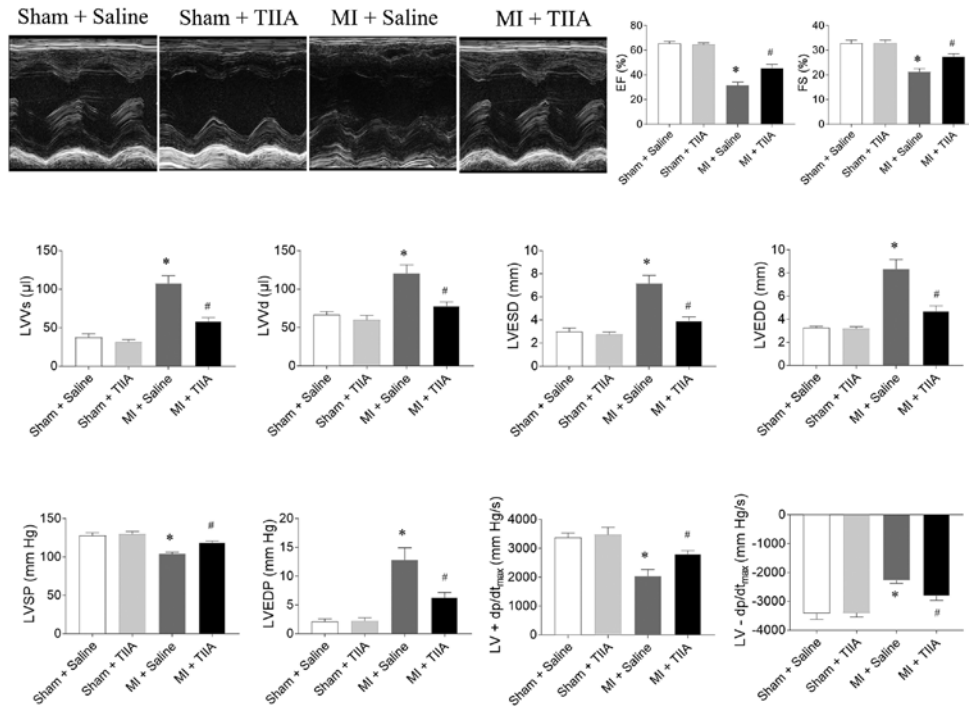 Sham + Saline
Sham + TIIA
MI + Saline
MI + TIIA
EF (%)
80
60
40
20
0
*
#
Sham + Saline
Sham + TIIA
MI + Saline
MI + TIIA
FS (%)
40
30
20
10
0
*
#
Sham + Saline
Sham + TIIA
MI + Saline
MI + TIIA
LVVs (µl)
150
100
50
0
*
#
Sham + Saline
Sham + TIIA
MI + Saline
MI + TIIA
LVVd (µl)
150
100
50
0
*
#
Sham + Saline
Sham + TIIA
MI + Saline
MI + TIIA
LVESD (mm)
10
8
6
4
2
0
*
#
Sham + Saline
Sham + TIIA
MI + Saline
MI + TIIA
LVEDD (mm)
10
8
6
4
2
0
*
#
Sham + Saline
Sham + TIIA
MI + Saline
MI + TIIA
LVSP (mm Hg)
150
100
50
0
*
#
Sham + Saline
Sham + TIIA
MI + Saline
MI + TIIA
LVEDP (mm Hg)
20
15
10
5
0
*
#
Sham + Saline
Sham + TIIA
MI + Saline
MI + TIIA
LV + dp/dtmax (mm Hg/s)
4000
3000
2000
1000
0
*
#
Sham + Saline
Sham + TIIA
MI + Saline
MI + TIIA
LV - dp/dtmax (mm Hg/s)
0
-1000
-2000
-3000
-4000
*
#
Sham + Saline
Sham + TIIA
MI + Saline
MI + TIIA